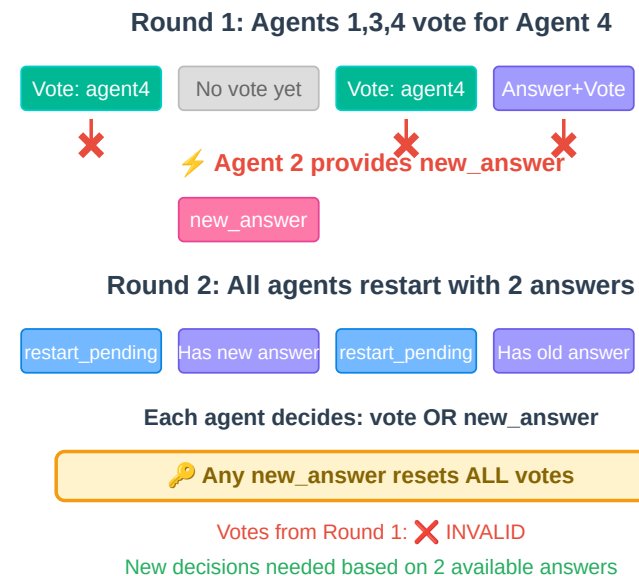 Round 1: Agents 1,3,4 vote for Agent 4
Vote: agent4 No vote yet Vote: agent4 Answer+Vote
⚡ Agent 2 provides new_answer
new_answer
Round 2: All agents restart with 2 answers
restart_pending Has new answer restart_pending Has old answer
Each agent decides: vote OR new_answer
🔑 Any new_answer resets ALL votes
Votes from Round 1: ❌ INVALID
New decisions needed based on 2 available answers